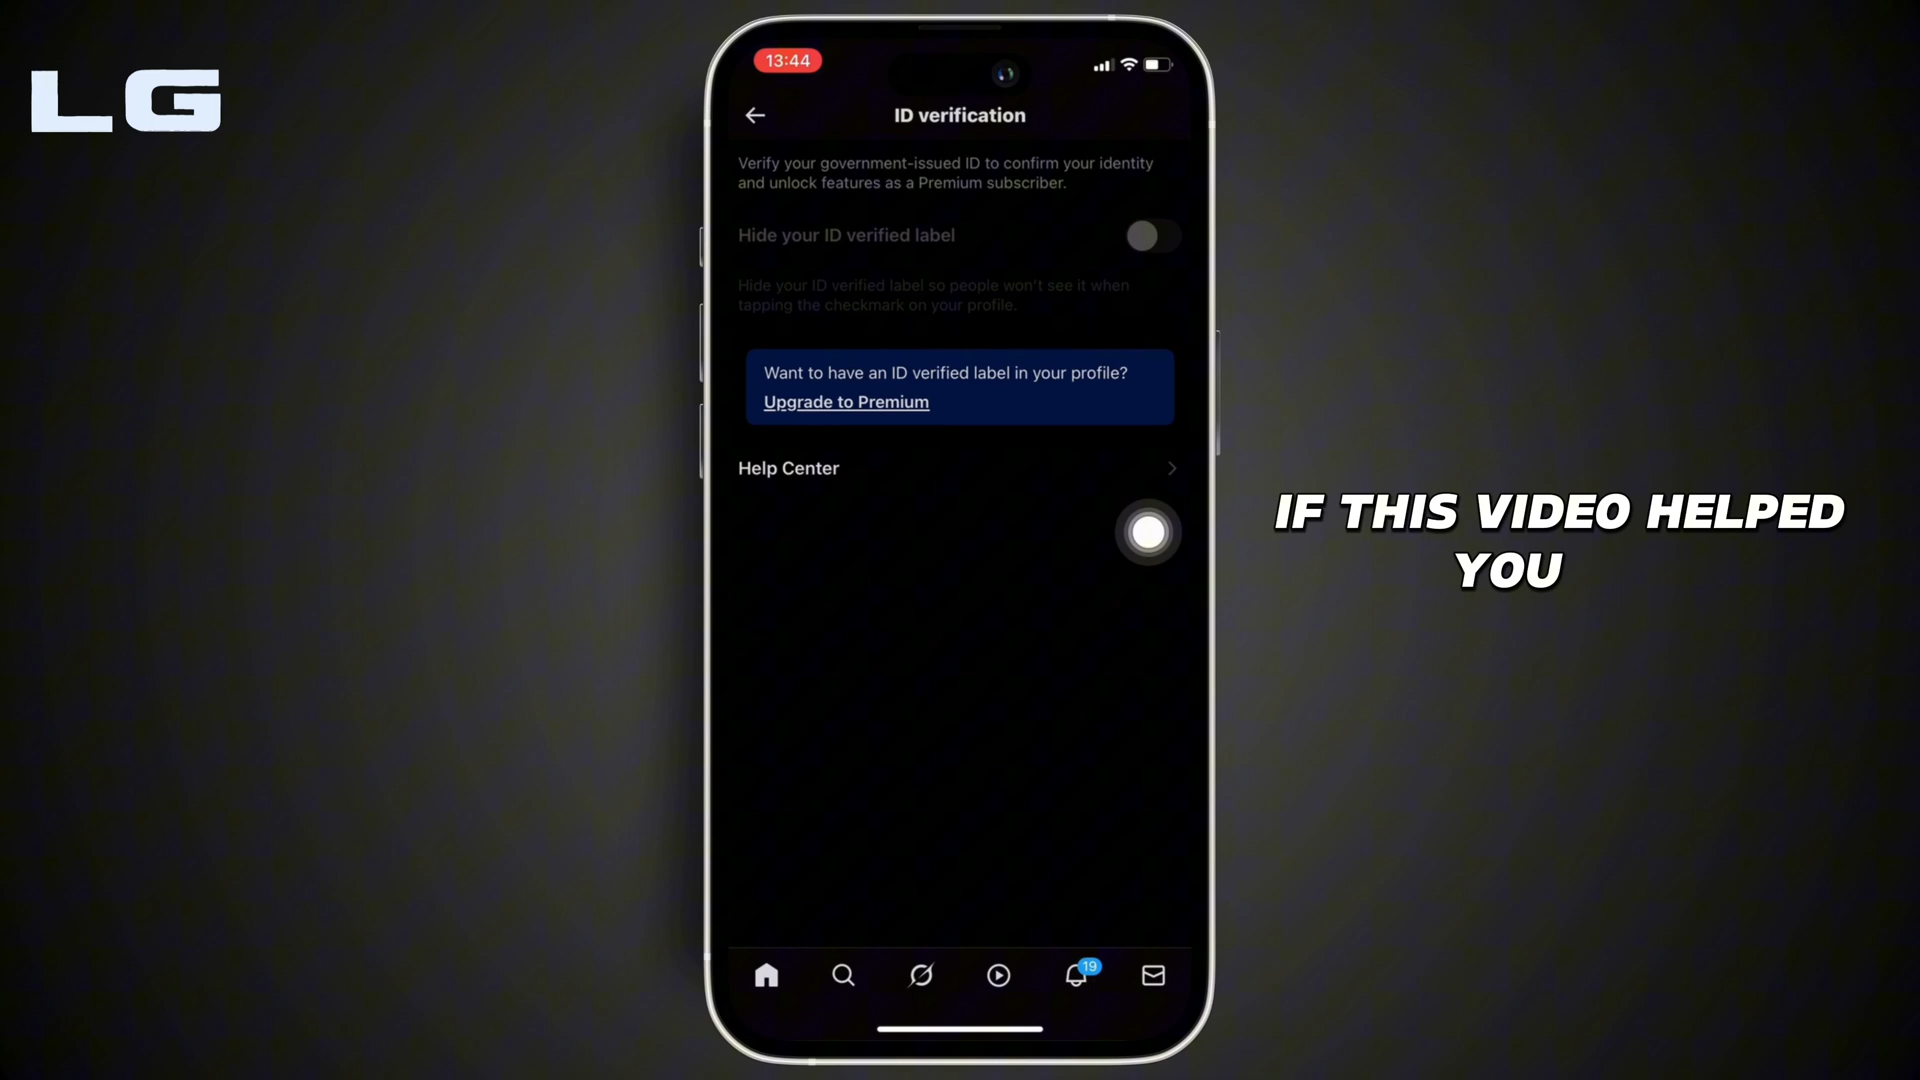 LG
13:44
ID verification
Verify your government-issued ID to confirm your identity
and unlock features as a Premium subscriber.
Hide your ID verified label
Hide your ID verified label so people won't see it when
tapping the checkmark on your profile.
Want to have an ID verified label in your profile?
Upgrade to Premium
Help Center
IF THIS VIDEO HELPED
YOU
19